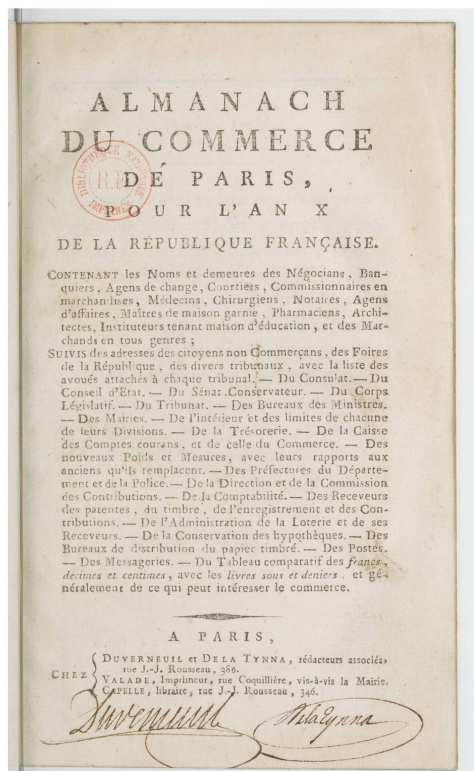 ALMANACH
DU COMMERCE
DE PARIS,
POUR L'AN X
DE LA RÉPUBLIQUE FRANÇAISE.
CONTENANT les Noms et demeures des Négocians, Ban-
quiers, Agens de change, Courtiers, Commissionnaires en
marchandises, Médecins, Chirurgiens, Notaires, Agens
d'affaires, Maîtres de maison garnie, Pharmaciens, Archi-
tectes, Instituteurs tenant maison d'éducation, et des Mar-
chands en tous genres;
SUIVIS des adresses des citoyens non Commerçans, des Foires
de la République, des divers tribunaux, avec la liste des
avoués attachés à chaque tribunal. — Du Consulat. — Du
Conseil d'Etat. — Du Sénat Conservateur. — Du Corps
Législatif. — Du Tribunat. — Des Bureaux des Ministres.
— Des Mairies. — De l'intérieur et des limites de chacune
de leurs Divisions. — De la Trésorerie. — De la Caisse
des Comptes courans, et de celle du Commerce. — Des
nouveaux Poids et Mesures, avec leurs rapports aux
anciens qu'ils remplacent. — Des Préfectures du Départe-
ment et de la Police. — De la Direction et de la Commission
des Contributions. — De la Comptabilité. — Des Receveurs
des patentes, du timbre, de l'enregistrement et des Con-
tributions. — De l'Administration de la Loterie et de ses
Receveurs. — De la Conservation des hypothèques. — Des
Bureaux de distribution du papier timbré. — Des Postes.
— Des Messageries. — Du Tableau comparatif des francs,
décimes et centimes, avec les livres sous et deniers, et gé-
néralement de ce qui peut intéresser le commerce.
A PARIS,
CHEZ
DUVERNEUIL et DE LA TYNNA, rédacteurs associés,
rue J.-J. Rousseau, 386.
VALADE, Imprimeur, rue Coquillière, vis-à-vis la Mairie.
CAPELLE, libraire, rue J.-J. Rousseau, 346.
Duverneuil
DelaTynna